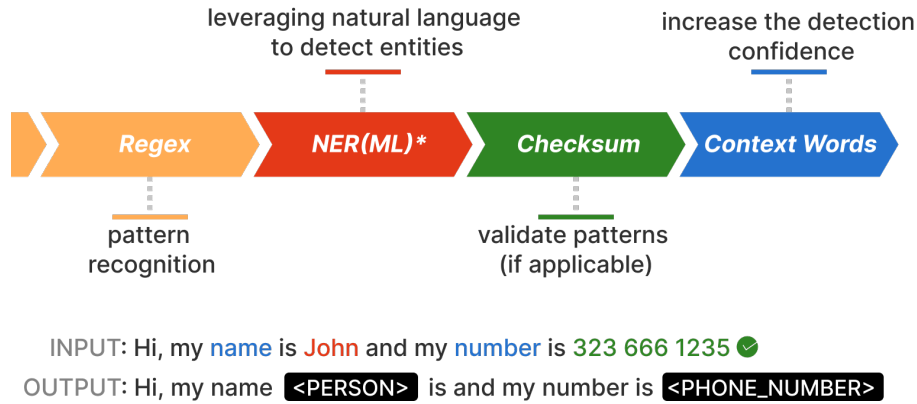 leveraging natural language
to detect entities
increase the detection
confidence
Regex
NER(ML)*
Checksum
Context Words
pattern
recognition
validate patterns
(if applicable)
INPUT: Hi, my name is John and my number is 323 666 1235
OUTPUT: Hi, my name <PERSON> is and my number is <PHONE_NUMBER>